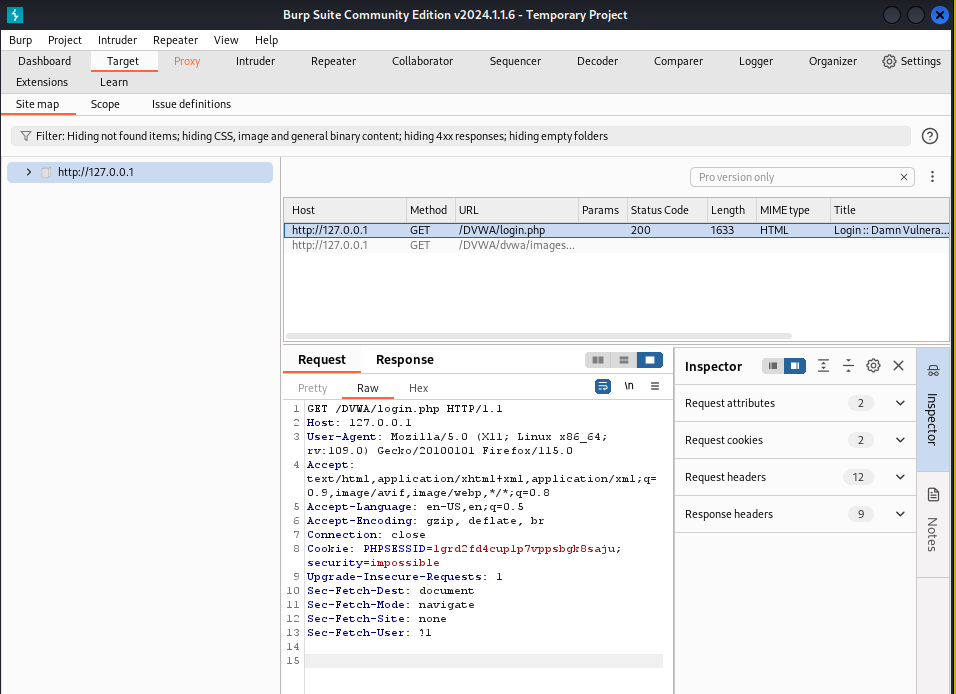 Burp Suite Community Edition v2024.1.1.6 - Temporary Project
Burp Project Intruder Repeater View Help
Dashboard Target Proxy Intruder Repeater Collaborator Sequencer Decoder Comparer Logger Organizer Settings
Extensions Learn
Site map Scope Issue definitions
Filter: Hiding not found items; hiding CSS, image and general binary content; hiding 4xx responses; hiding empty folders
http://127.0.0.1
Pro version only
Host Method URL Params Status Code Length MIME type Title
http://127.0.0.1 GET /DVWA/login.php 200 1633 HTML Login :: Damn Vulnera...
http://127.0.0.1 GET /DVWA/dvwa/images...
Request Response
Pretty Raw Hex \n
1 GET /DVWA/login.php HTTP/1.1
2 Host: 127.0.0.1
3 User-Agent: Mozilla/5.0 (X11; Linux x86_64;
rv:109.0) Gecko/20100101 Firefox/115.0
4 Accept:
text/html,application/xhtml+xml,application/xml;q=
0.9,image/avif,image/webp,*/*;q=0.8
5 Accept-Language: en-US,en;q=0.5
6 Accept-Encoding: gzip, deflate, br
7 Connection: close
8 Cookie: PHPSESSID=lgrd2fd4cup1p7vppsbgk8saju;
security=impossible
9 Upgrade-Insecure-Requests: 1
10 Sec-Fetch-Dest: document
11 Sec-Fetch-Mode: navigate
12 Sec-Fetch-Site: none
13 Sec-Fetch-User: ?1
14
15
Inspector
Request attributes 2
Request cookies 2
Request headers 12
Response headers 9
Inspector
Notes